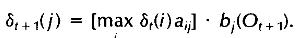 δₜ₊₁(j) = [max δₜ(i) aᵢⱼ] · bⱼ(Oₜ₊₁).
i